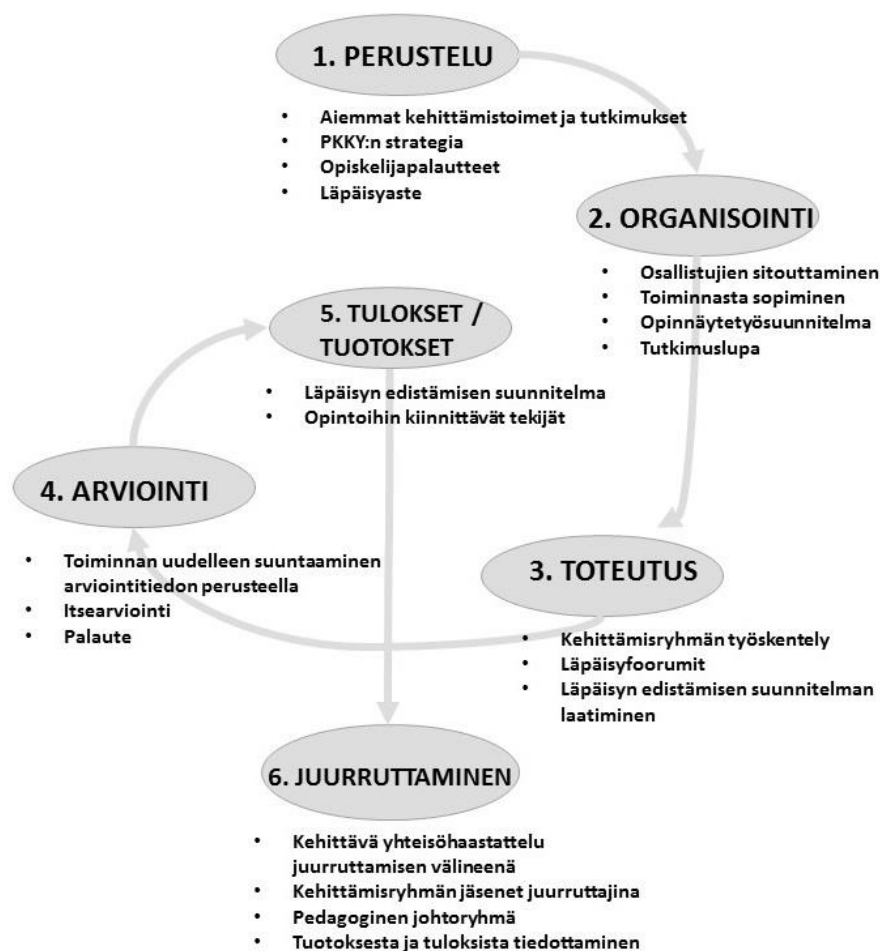 1. PERUSTELU
• Aiemmat kehittämistoimet ja tutkimukset
• PKKY:n strategia
• Opiskelijapalautteet
• Läpäisyaste
2. ORGANISOINTI
• Osallistujien sitouttaminen
• Toiminnasta sopiminen
• Opinnäytetyösuunnitelma
• Tutkimuslupa
3. TOTEUTUS
• Kehittämisryhmän työskentely
• Läpäisyfoorumit
• Läpäisyn edistämisen suunnitelman
laatiminen
4. ARVIOINTI
• Toiminnan uudelleen suuntaaminen
arviointitiedon perusteella
• Itsearviointi
• Palaute
5. TULOKSET /
TUOTOKSET
• Läpäisyn edistämisen suunnitelma
• Opintoihin kiinnittävät tekijät
6. JUURRUTTAMINEN
• Kehittävä yhteisöhaastattelu
juurruttamisen välineenä
• Kehittämisryhmän jäsenet juurruttajina
• Pedagoginen johtoryhmä
• Tuotoksesta ja tuloksista tiedottaminen